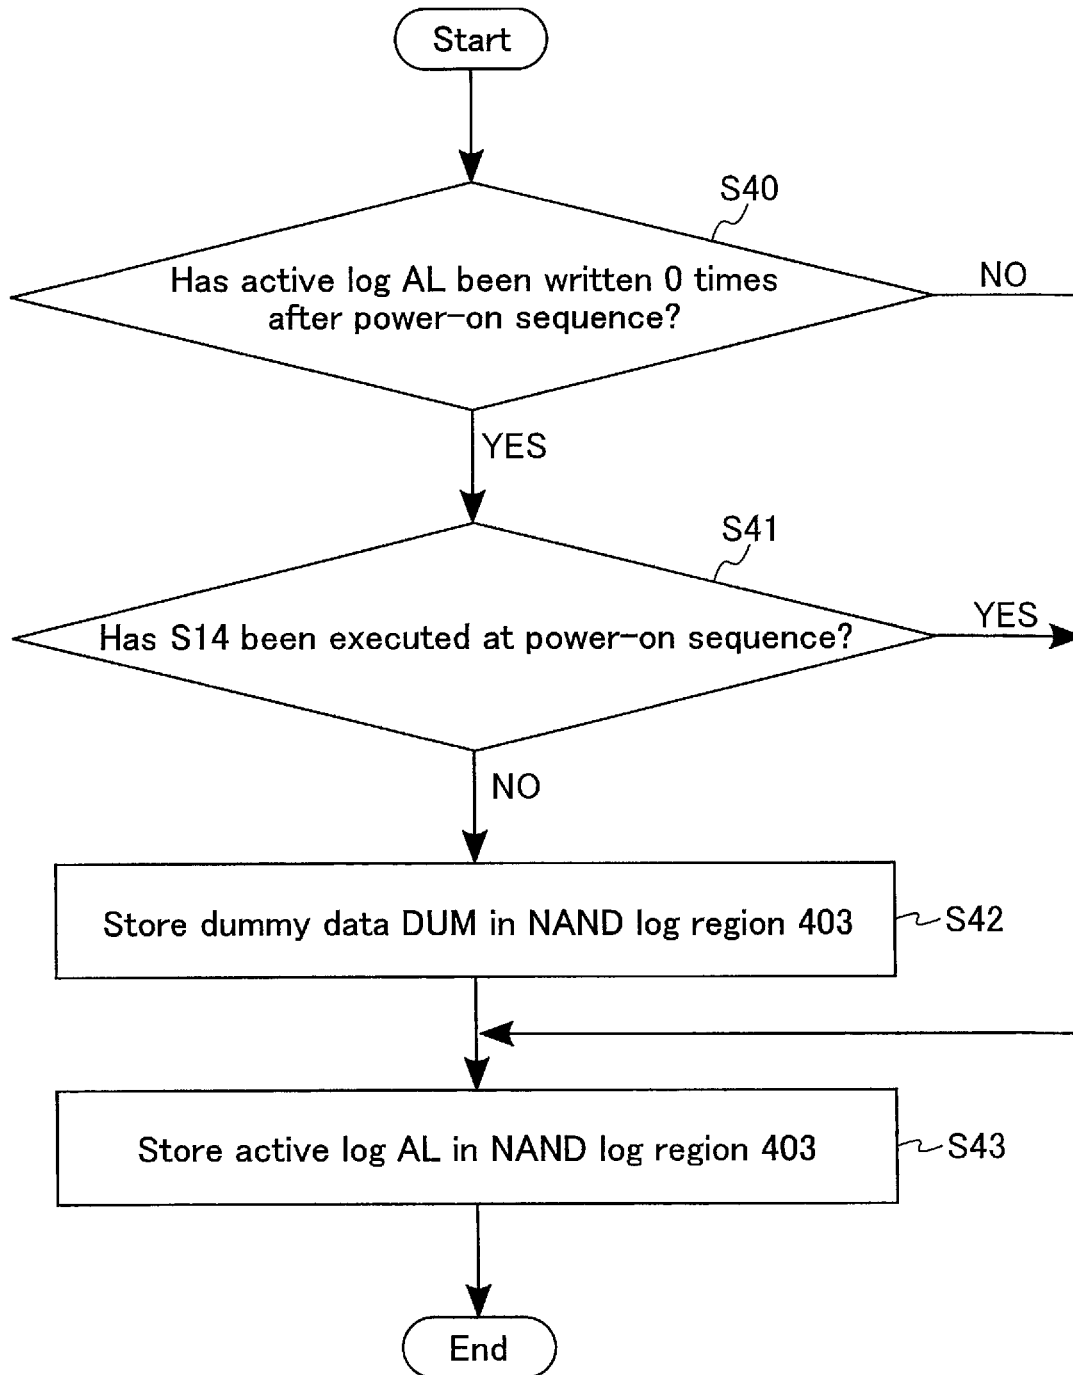 Start
S40
Has active log AL been written 0 times
after power-on sequence?
NO
YES
S41
Has S14 been executed at power-on sequence?
YES
NO
Store dummy data DUM in NAND log region 403
S42
Store active log AL in NAND log region 403
S43
End